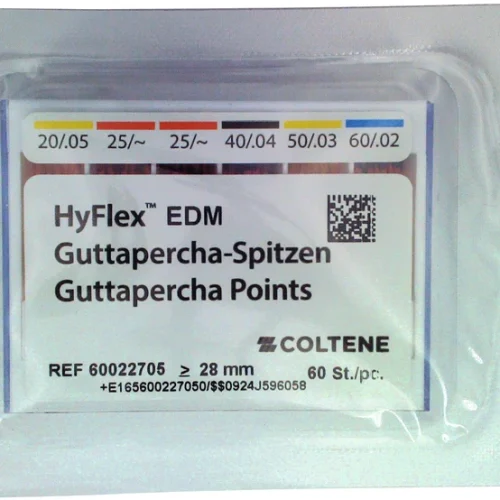 20/.05 25/~ 25/~ 40/.04 50/.03 60/.02
HyFlex™ EDM
Guttapercha-Spitzen
Guttapercha Points
COLTENE
REF 60022705 ≥ 28 mm 60 St./pc.
+E165600227050/$$0924J596058